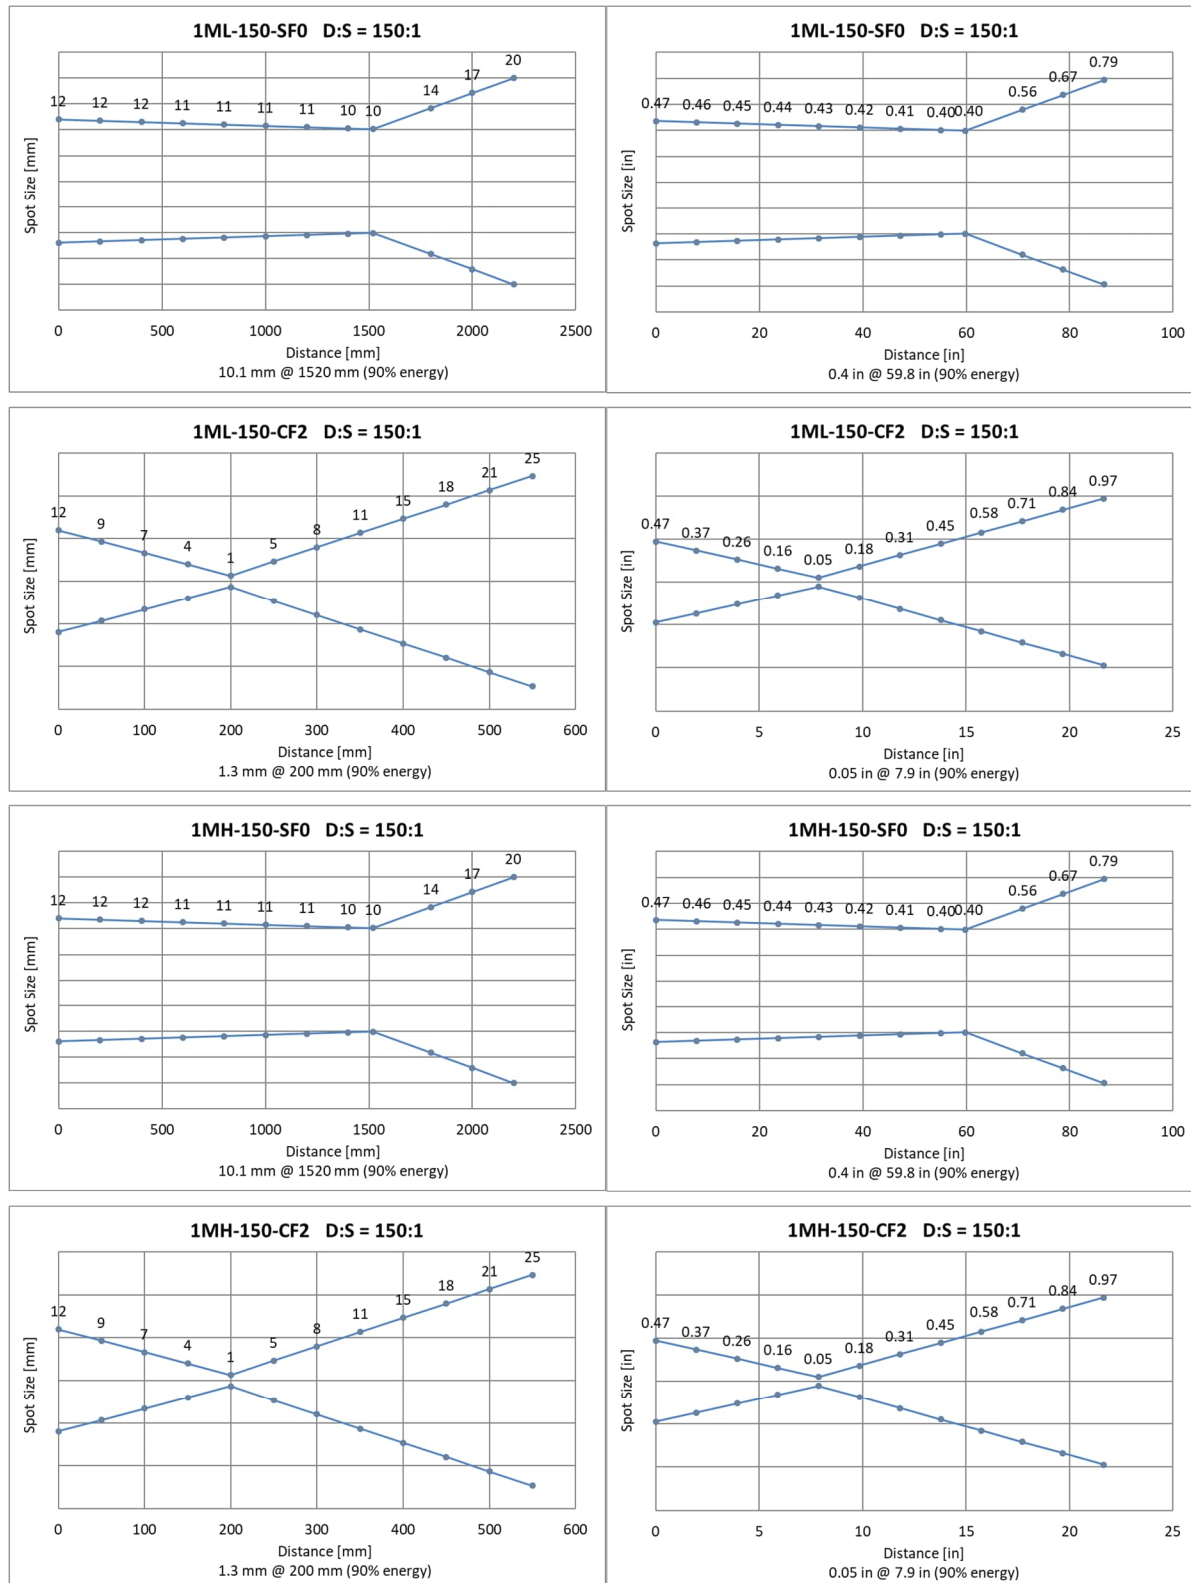 1ML-150-SF0 D:S = 150:1
Spot Size [mm]
12 12 12 11 11 11 11 10 10 14 17 20
0 500 1000 1500 2000 2500
Distance [mm]
10.1 mm @ 1520 mm (90% energy)
1ML-150-SF0 D:S = 150:1
Spot Size [in]
0.47 0.46 0.45 0.44 0.43 0.42 0.41 0.40 0.40 0.56 0.67 0.79
0 20 40 60 80 100
Distance [in]
0.4 in @ 59.8 in (90% energy)
1ML-150-CF2 D:S = 150:1
Spot Size [mm]
12 9 7 4 1 5 8 11 15 18 21 25
0 100 200 300 400 500 600
Distance [mm]
1.3 mm @ 200 mm (90% energy)
1ML-150-CF2 D:S = 150:1
Spot Size [in]
0.47 0.37 0.26 0.16 0.05 0.18 0.31 0.45 0.58 0.71 0.84 0.97
0 5 10 15 20 25
Distance [in]
0.05 in @ 7.9 in (90% energy)
1MH-150-SF0 D:S = 150:1
Spot Size [mm]
12 12 12 11 11 11 11 10 10 14 17 20
0 500 1000 1500 2000 2500
Distance [mm]
10.1 mm @ 1520 mm (90% energy)
1MH-150-SF0 D:S = 150:1
Spot Size [in]
0.47 0.46 0.45 0.44 0.43 0.42 0.41 0.40 0.40 0.56 0.67 0.79
0 20 40 60 80 100
Distance [in]
0.4 in @ 59.8 in (90% energy)
1MH-150-CF2 D:S = 150:1
Spot Size [mm]
12 9 7 4 1 5 8 11 15 18 21 25
0 100 200 300 400 500 600
Distance [mm]
1.3 mm @ 200 mm (90% energy)
1MH-150-CF2 D:S = 150:1
Spot Size [in]
0.47 0.37 0.26 0.16 0.05 0.18 0.31 0.45 0.58 0.71 0.84 0.97
0 5 10 15 20 25
Distance [in]
0.05 in @ 7.9 in (90% energy)